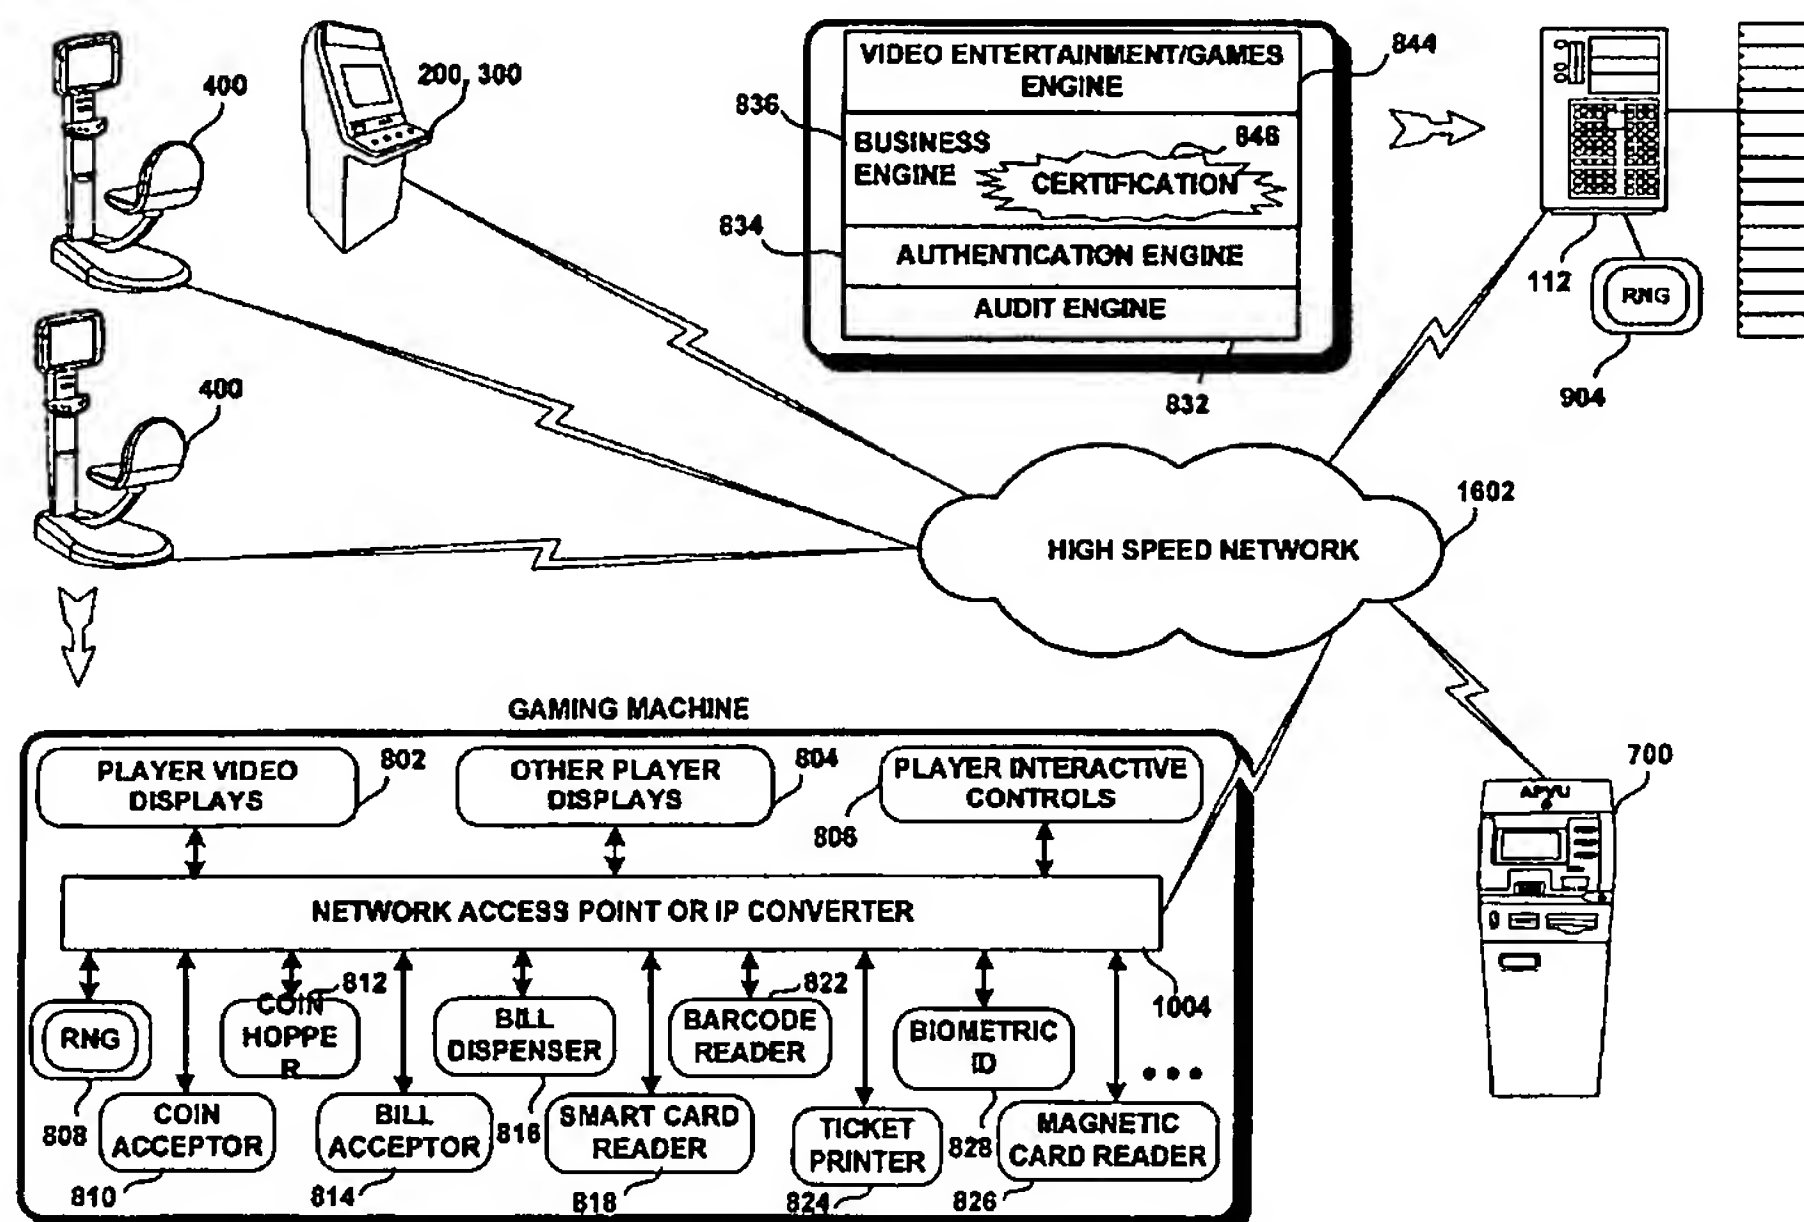 400
200, 300
VIDEO ENTERTAINMENT/GAMES
ENGINE
844
836
BUSINESS
ENGINE
846
CERTIFICATION
834
AUTHENTICATION ENGINE
AUDIT ENGINE
832
112
RNG
904
400
HIGH SPEED NETWORK
1602
GAMING MACHINE
PLAYER VIDEO
DISPLAYS
802
OTHER PLAYER
DISPLAYS
804
PLAYER INTERACTIVE
CONTROLS
806
APVU
700
NETWORK ACCESS POINT OR IP CONVERTER
1004
RNG
808
COIN
HOPPE
R
812
BILL
DISPENSER
816
BARCODE
READER
822
BIOMETRIC
ID
828
COIN
ACCEPTOR
810
BILL
ACCEPTOR
814
SMART CARD
READER
818
TICKET
PRINTER
824
MAGNETIC
CARD READER
826